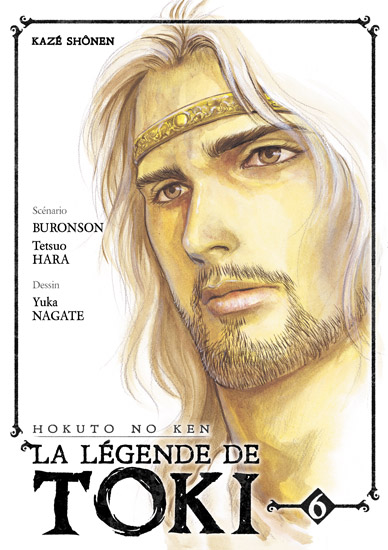 KAZÉ SHÔNEN
Scénario
BURONSON
Tetsuo
HARA
Dessin
Yuka
NAGATE
HOKUTO NO KEN
LA LÉGENDE DE
TOKI
6